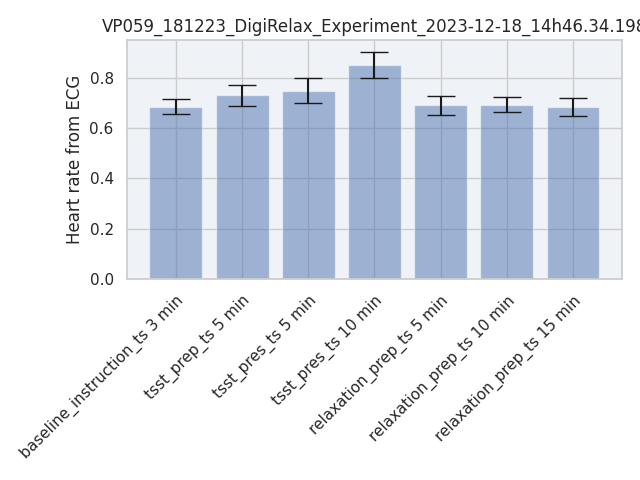 VP059_181223_DigiRelax_Experiment_2023-12-18_14h46.34.198
Heart rate from ECG
0.8
0.6
0.4
0.2
0.0
baseline_instruction_ts 3 min
tsst_prep_ts 5 min
tsst_pres_ts 5 min
tsst_pres_ts 10 min
relaxation_prep_ts 5 min
relaxation_prep_ts 10 min
relaxation_prep_ts 15 min